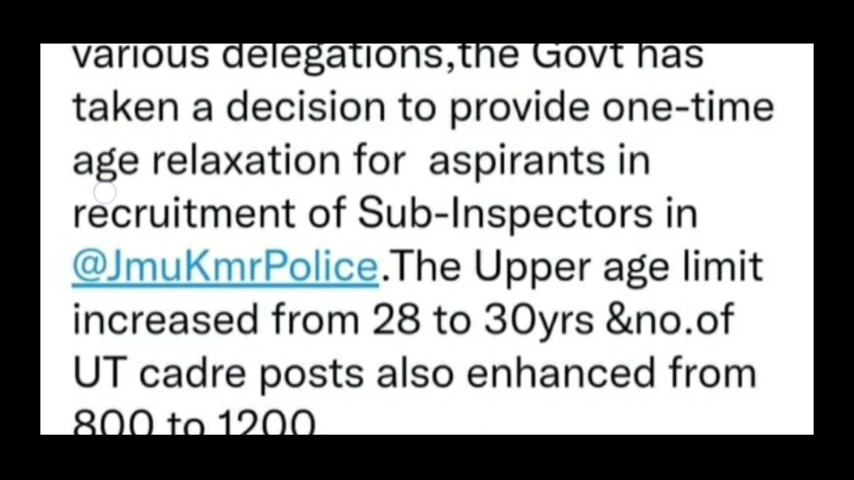 various delegations,the Govt has
taken a decision to provide one-time
age relaxation for  aspirants in
recruitment of Sub-Inspectors in
@JmuKmrPolice.The Upper age limit
increased from 28 to 30yrs &no.of
UT cadre posts also enhanced from
800 to 1200